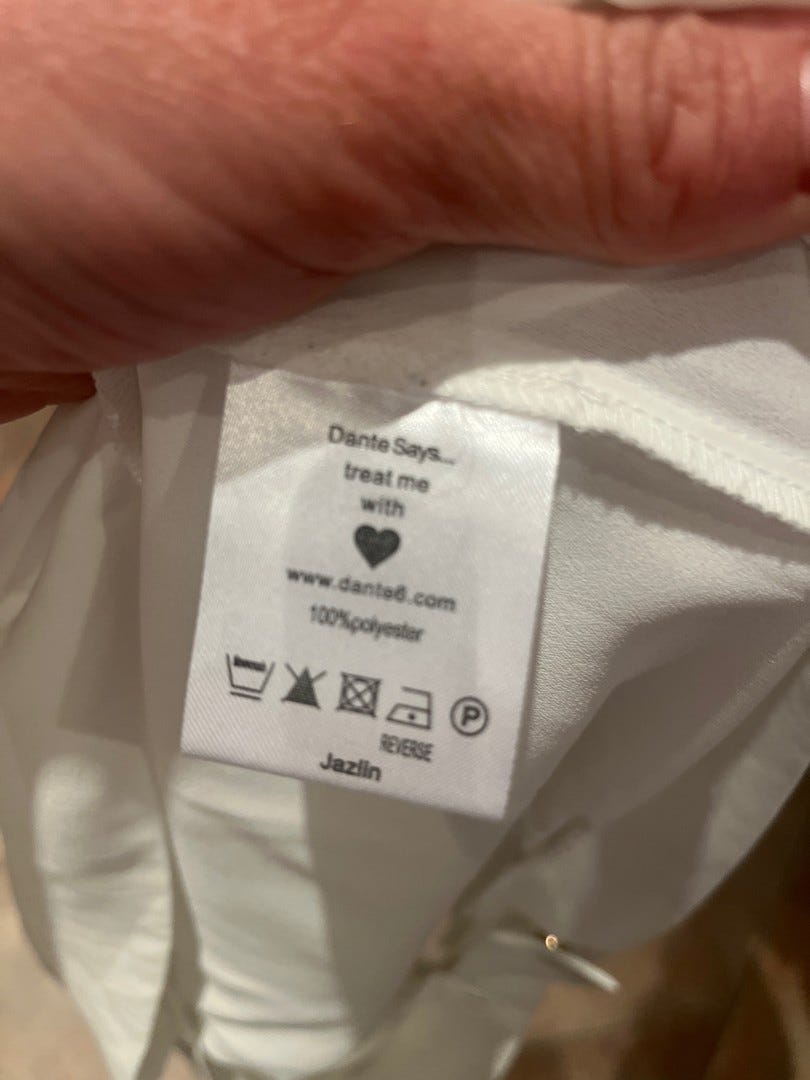 Dante Says...
treat me
with
www.dante6.com
100%polyester
P
REVERSE
Jazlin